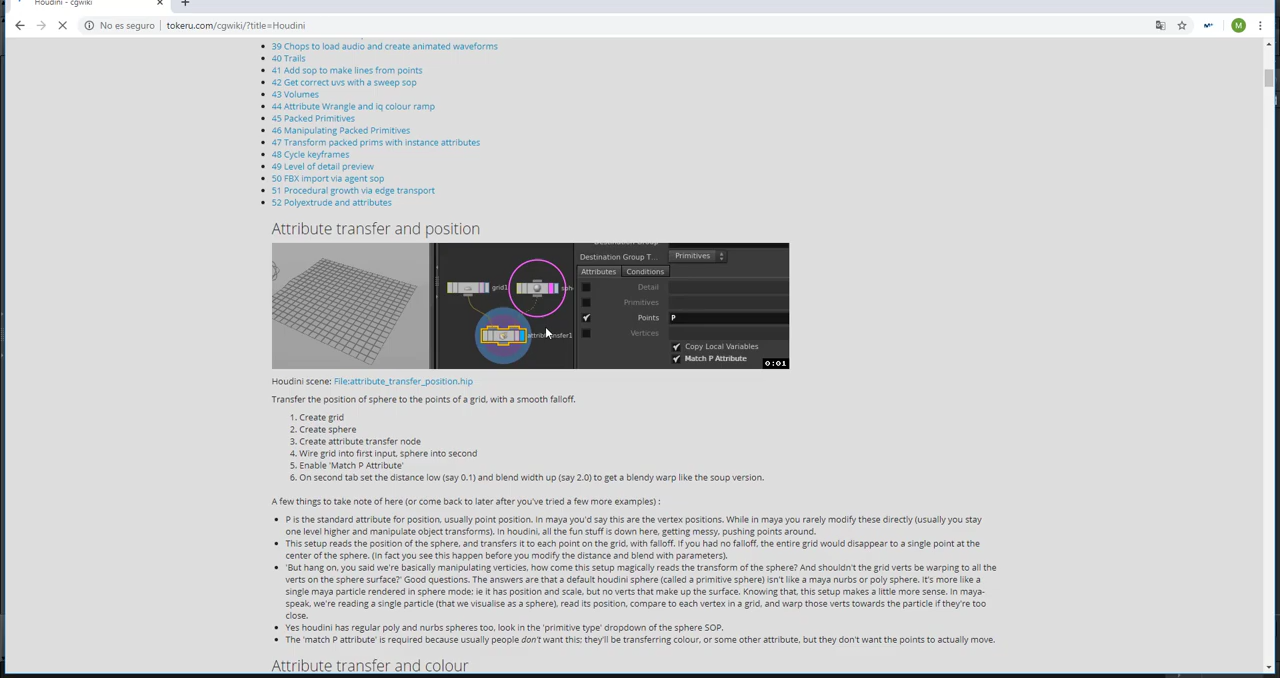 Houdini - cgwiki
No es seguro tokeru.com/cgwiki/?title=Houdini
M
39 Chops to load audio and create animated waveforms
40 Trails
41 Add sop to make lines from points
42 Get correct uvs with a sweep sop
43 Volumes
44 Attribute Wrangle and iq colour ramp
45 Packed Primitives
46 Manipulating Packed Primitives
47 Transform packed prims with instance attributes
48 Cycle keyframes
49 Level of detail preview
50 FBX import via agent sop
51 Procedural growth via edge transport
52 Polyextrude and attributes
Attribute transfer and position
Destination Group T... Primitives
Attributes Conditions
grid1
Detail
Primitives
Points P
Vertices
Copy Local Variables
Match P Attribute
0:01
Houdini scene: File:attribute_transfer_position.hip
Transfer the position of sphere to the points of a grid, with a smooth falloff.
1. Create grid
2. Create sphere
3. Create attribute transfer node
4. Wire grid into first input, sphere into second
5. Enable 'Match P Attribute'
6. On second tab set the distance low (say 0.1) and blend width up (say 2.0) to get a blendy warp like the soup version.
A few things to take note of here (or come back to later after you've tried a few more examples) :
P is the standard attribute for position, usually point position. In maya you'd say this are the vertex positions. While in maya you rarely modify these directly (usually you stay
one level higher and manipulate object transforms). In houdini, all the fun stuff is down here, getting messy, pushing points around.
This setup reads the position of the sphere, and transfers it to each point on the grid, with falloff. If you had no falloff, the entire grid would disappear to a single point at the
center of the sphere. (In fact you see this happen before you modify the distance and blend with parameters).
'But hang on, you said we're basically manipulating verticies, how come this setup magically reads the transform of the sphere? And shouldn't the grid verts be warping to all the
verts on the sphere surface?' Good questions. The answers are that a default houdini sphere (called a primitive sphere) isn't like a maya nurbs or poly sphere. It's more like a
single maya particle rendered in sphere mode; ie it has position and scale, but no verts that make up the surface. Knowing that, this setup makes a little more sense. In maya-
speak, we're reading a single particle (that we visualise as a sphere), read its position, compare to each vertex in a grid, and warp those verts towards the particle if they're too
close.
Yes houdini has regular poly and nurbs spheres too, look in the 'primitive type' dropdown of the sphere SOP.
The 'match P attribute' is required because usually people don't want this: they'll be transferring colour, or some other attribute, but they don't want the points to actually move.
Attribute transfer and colour